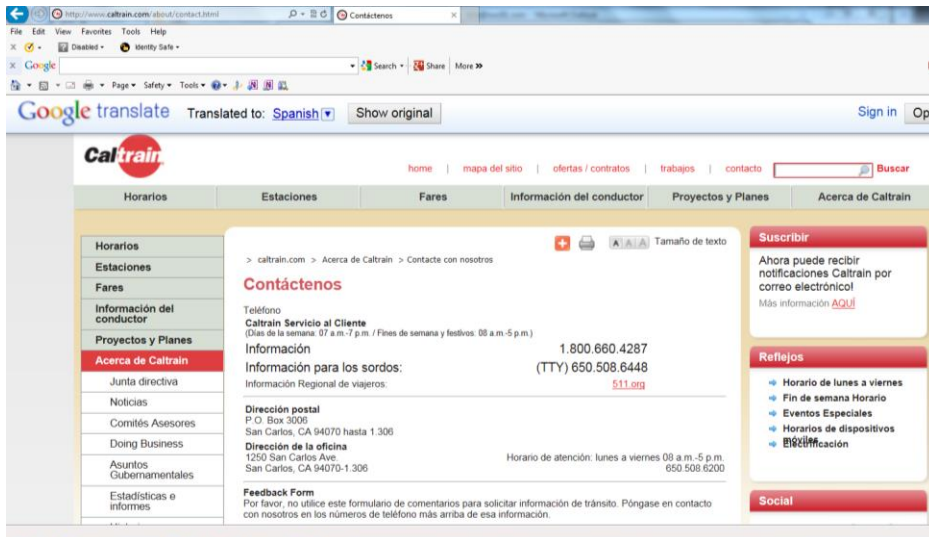 http://www.caltrain.com/about/contact.html
Contáctenos
File Edit View Favorites Tools Help
Disabled
Identity Safe
Google
Search
Share
More »
Page
Safety
Tools
Google translate
Translated to: Spanish
Show original
Sign in
Op
Caltrain
home | mapa del sitio | ofertas / contratos | trabajos | contacto
Buscar
Horarios
Estaciones
Fares
Información del conductor
Proyectos y Planes
Acerca de Caltrain
Horarios
Estaciones
Fares
Información del
conductor
Proyectos y Planes
Acerca de Caltrain
Junta directiva
Noticias
Comités Asesores
Doing Business
Asuntos
Gubernamentales
Estadísticas e
informes
A A A Tamaño de texto
> caltrain.com > Acerca de Caltrain > Contacte con nosotros
Contáctenos
Teléfono
Caltrain Servicio al Cliente
(Días de la semana: 07 a.m.-7 p.m. / Fines de semana y festivos: 08 a.m.-5 p.m.)
Información 1.800.660.4287
Información para los sordos: (TTY) 650.508.6448
Información Regional de viajeros: 511.org
Dirección postal
P.O. Box 3006
San Carlos, CA 94070 hasta 1.306
Dirección de la oficina
1250 San Carlos Ave. Horario de atención: lunes a viernes 08 a.m.-5 p.m.
San Carlos, CA 94070-1.306 650.508.6200
Feedback Form
Por favor, no utilice este formulario de comentarios para solicitar información de tránsito. Póngase en contacto
con nosotros en los números de teléfono más arriba de esa información.
Suscribir
Ahora puede recibir
notificaciones Caltrain por
correo electrónico!
Más información AQUÍ
Reflejos
Horario de lunes a viernes
Fin de semana Horario
Eventos Especiales
Horarios de dispositivos
móviles
Electrificación
Social